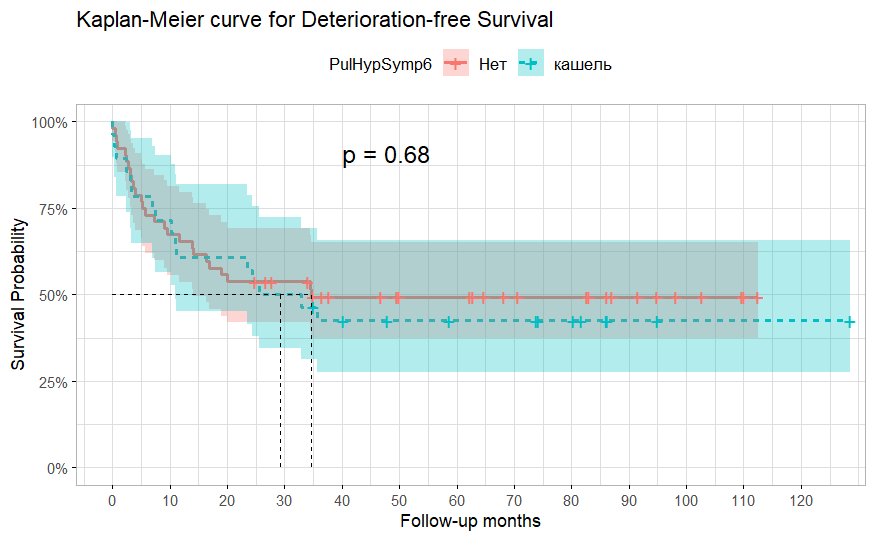 Kaplan-Meier curve for Deterioration-free Survival
PulHypSymp6 Нет кашель
p = 0.68
Survival Probability
100%
75%
50%
25%
0%
0 10 20 30 40 50 60 70 80 90 100 110 120
Follow-up months